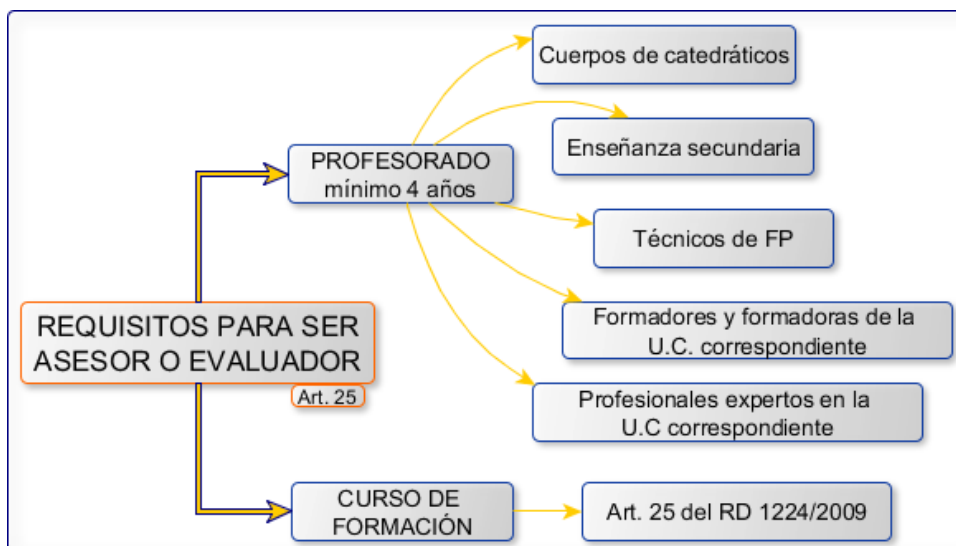 Cuerpos de catedráticos
Enseñanza secundaria
PROFESORADO
mínimo 4 años
Técnicos de FP
REQUISITOS PARA SER
ASESOR O EVALUADOR
Art. 25
Formadores y formadoras de la
U.C. correspondiente
Profesionales expertos en la
U.C correspondiente
CURSO DE
FORMACIÓN
Art. 25 del RD 1224/2009